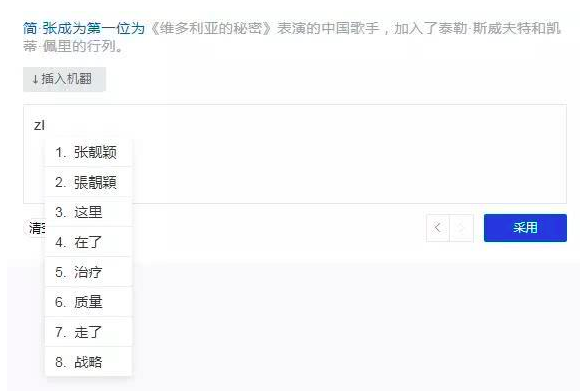 简·张成为第一位为《维多利亚的秘密》表演的中国歌手，加入了泰勒·斯威夫特和凯
蒂·佩里的行列。
↓插入机翻
zl
1. 张靓颖
2. 張靚穎
3. 这里
清
采用
4. 在了
5. 治疗
6. 质量
7. 走了
8. 战略